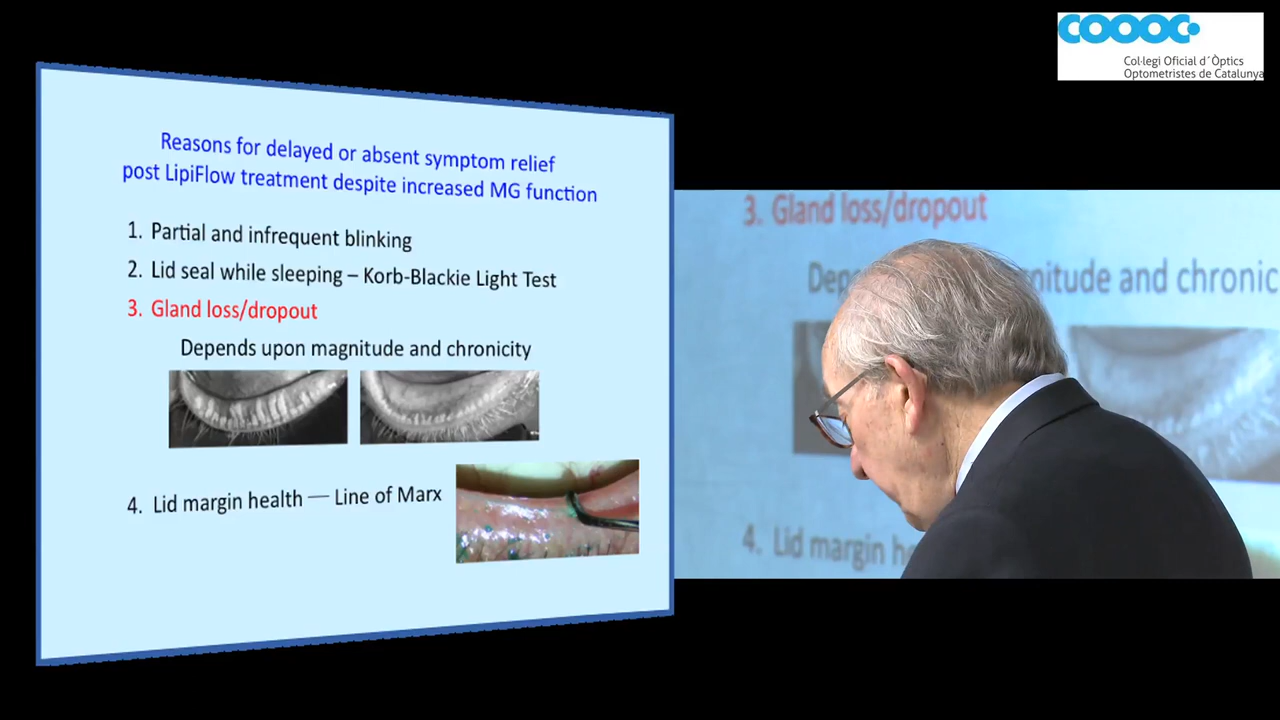 COOOC
Col·legi Oficial d´Òptics
Optometristes de Catalunya
Reasons for delayed or absent symptom relief
post LipiFlow treatment despite increased MG function
1. Partial and infrequent blinking
2. Lid seal while sleeping – Korb-Blackie Light Test
3. Gland loss/dropout
Depends upon magnitude and chronicity
4. Lid margin health — Line of Marx
3. Gland loss/dropout
and chronic
4. Lid margin